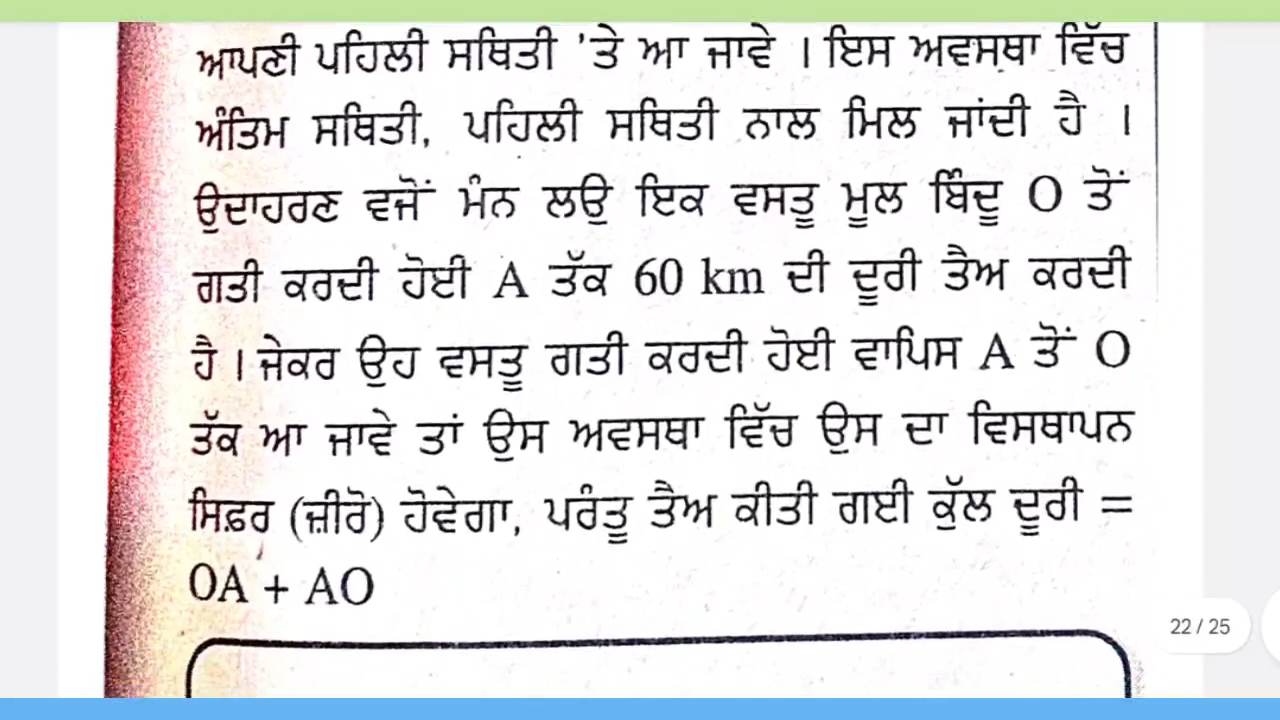 ਆਪਣੀ ਪਹਿਲੀ ਸਥਿਤੀ 'ਤੇ ਆ ਜਾਵੇ । ਇਸ ਅਵਸਥਾ ਵਿੱਚ
ਅੰਤਿਮ ਸਥਿਤੀ, ਪਹਿਲੀ ਸਥਿਤੀ ਨਾਲ ਮਿਲ ਜਾਂਦੀ ਹੈ ।
ਉਦਾਹਰਣ ਵਜੋਂ ਮੰਨ ਲਉ ਇਕ ਵਸਤੂ ਮੂਲ ਬਿੰਦੂ O ਤੋਂ
ਗਤੀ ਕਰਦੀ ਹੋਈ A ਤੱਕ 60 km ਦੀ ਦੂਰੀ ਤੈਅ ਕਰਦੀ
ਹੈ । ਜੇਕਰ ਉਹ ਵਸਤੂ ਗਤੀ ਕਰਦੀ ਹੋਈ ਵਾਪਿਸ A ਤੋਂ O
ਤੱਕ ਆ ਜਾਵੇ ਤਾਂ ਉਸ ਅਵਸਥਾ ਵਿੱਚ ਉਸ ਦਾ ਵਿਸਥਾਪਨ
ਸਿਫ਼ਰ (ਜ਼ੀਰੋ) ਹੋਵੇਗਾ, ਪਰੰਤੂ ਤੈਅ ਕੀਤੀ ਗਈ ਕੁੱਲ ਦੂਰੀ =
OA + AO
22 / 25